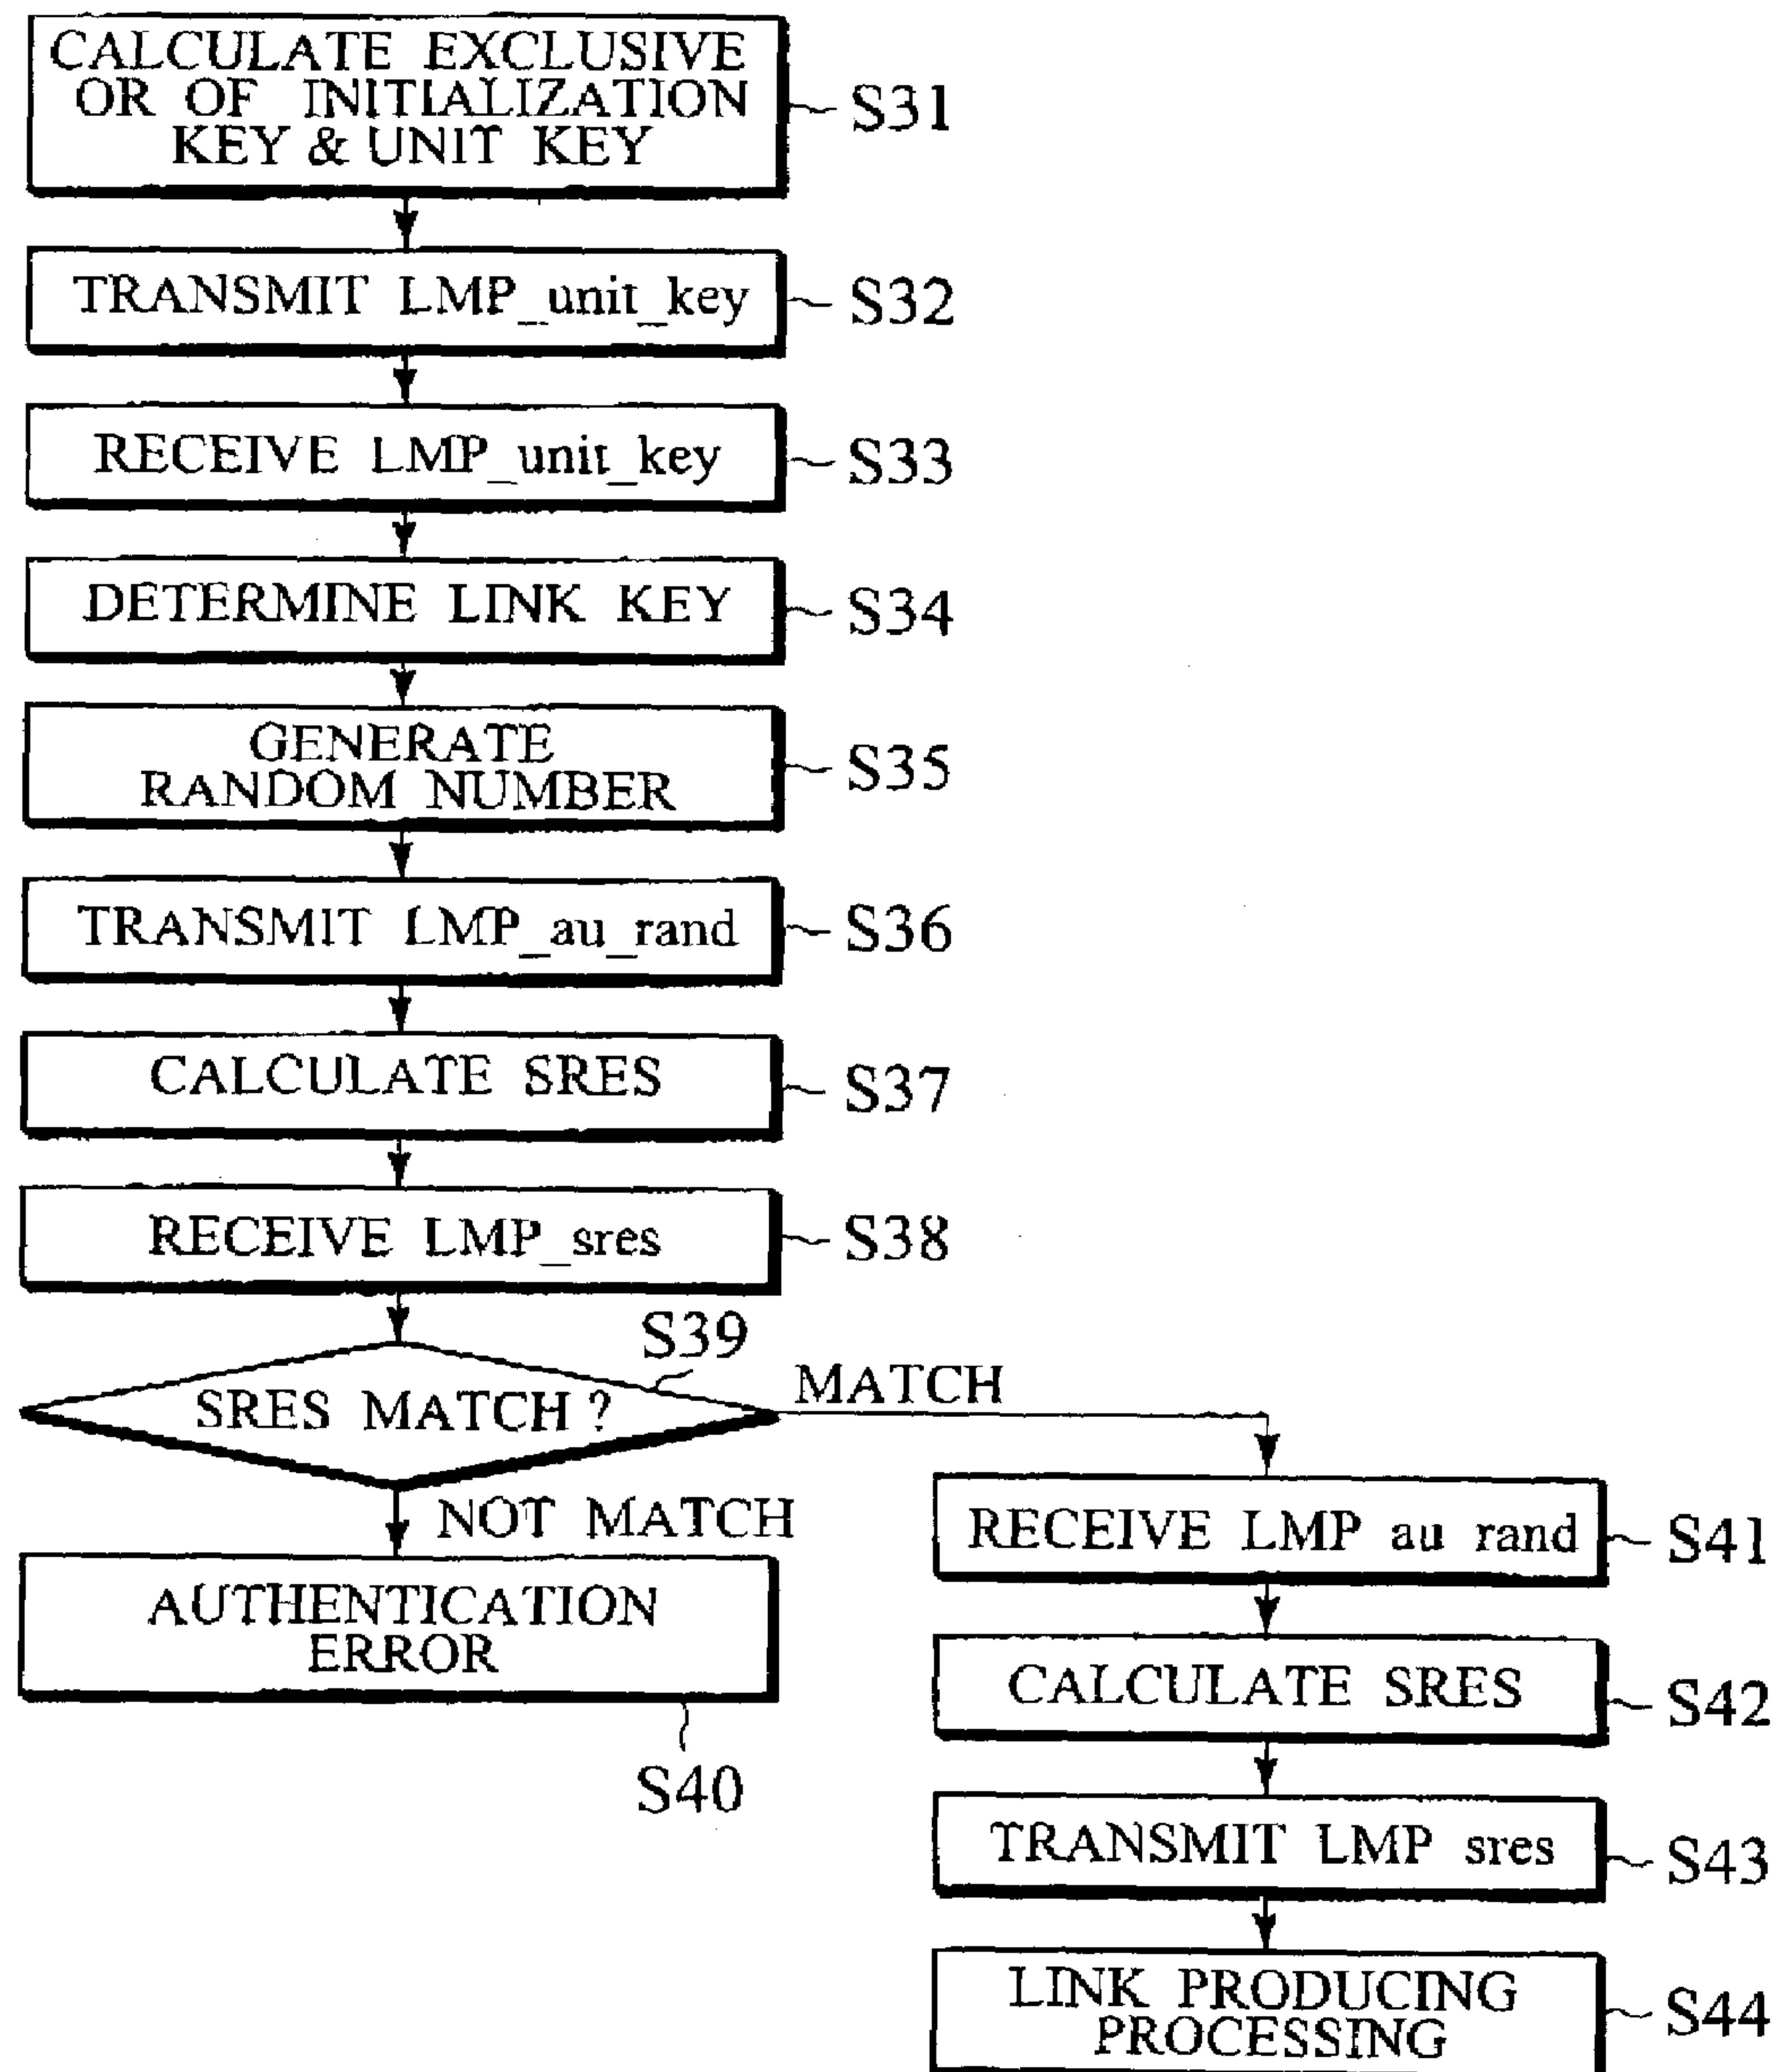 CALCULATE EXCLUSIVE
OR OF INITIALIZATION
KEY & UNIT KEY
S31
TRANSMIT LMP_unit_key
S32
RECEIVE LMP_unit_key
S33
DETERMINE LINK KEY
S34
GENERATE
RANDOM NUMBER
S35
TRANSMIT LMP_au_rand
S36
CALCULATE SRES
S37
RECEIVE LMP_sres
S38
S39
SRES MATCH ?
MATCH
NOT MATCH
AUTHENTICATION
ERROR
S40
RECEIVE LMP au rand
S41
CALCULATE SRES
S42
TRANSMIT LMP sres
S43
LINK PRODUCING
PROCESSING
S44